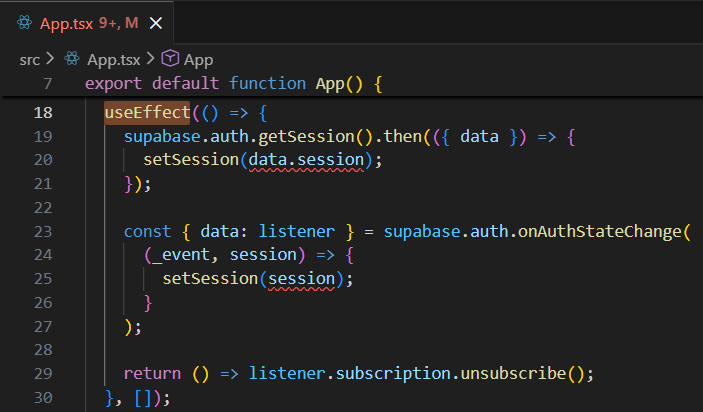 App.tsx 9+, M
src > App.tsx > App
7 export default function App() {
18 useEffect(() => {
19 supabase.auth.getSession().then(({ data }) => {
20 setSession(data.session);
21 });
22
23 const { data: listener } = supabase.auth.onAuthStateChange(
24 (_event, session) => {
25 setSession(session);
26 }
27 );
28
29 return () => listener.subscription.unsubscribe();
30 }, []);